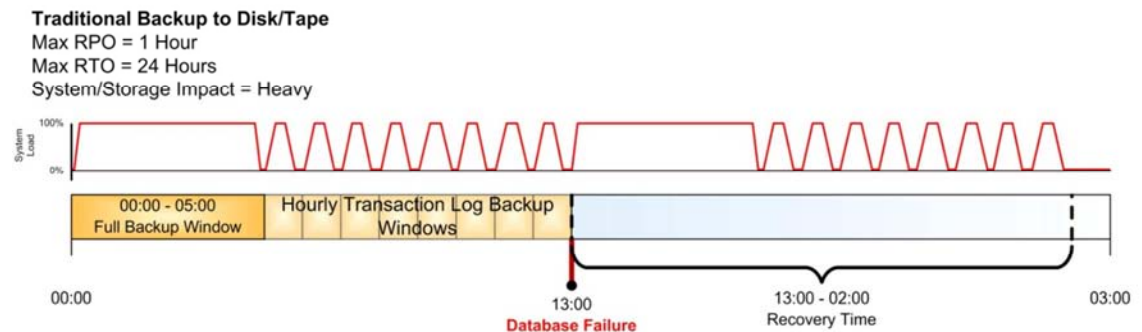 Traditional Backup to Disk/Tape
Max RPO = 1 Hour
Max RTO = 24 Hours
System/Storage Impact = Heavy
System
Load
100%
0%
00:00 - 05:00
Full Backup Window
Hourly Transaction Log Backup
Windows
00:00
13:00
Database Failure
13:00 - 02:00
Recovery Time
03:00